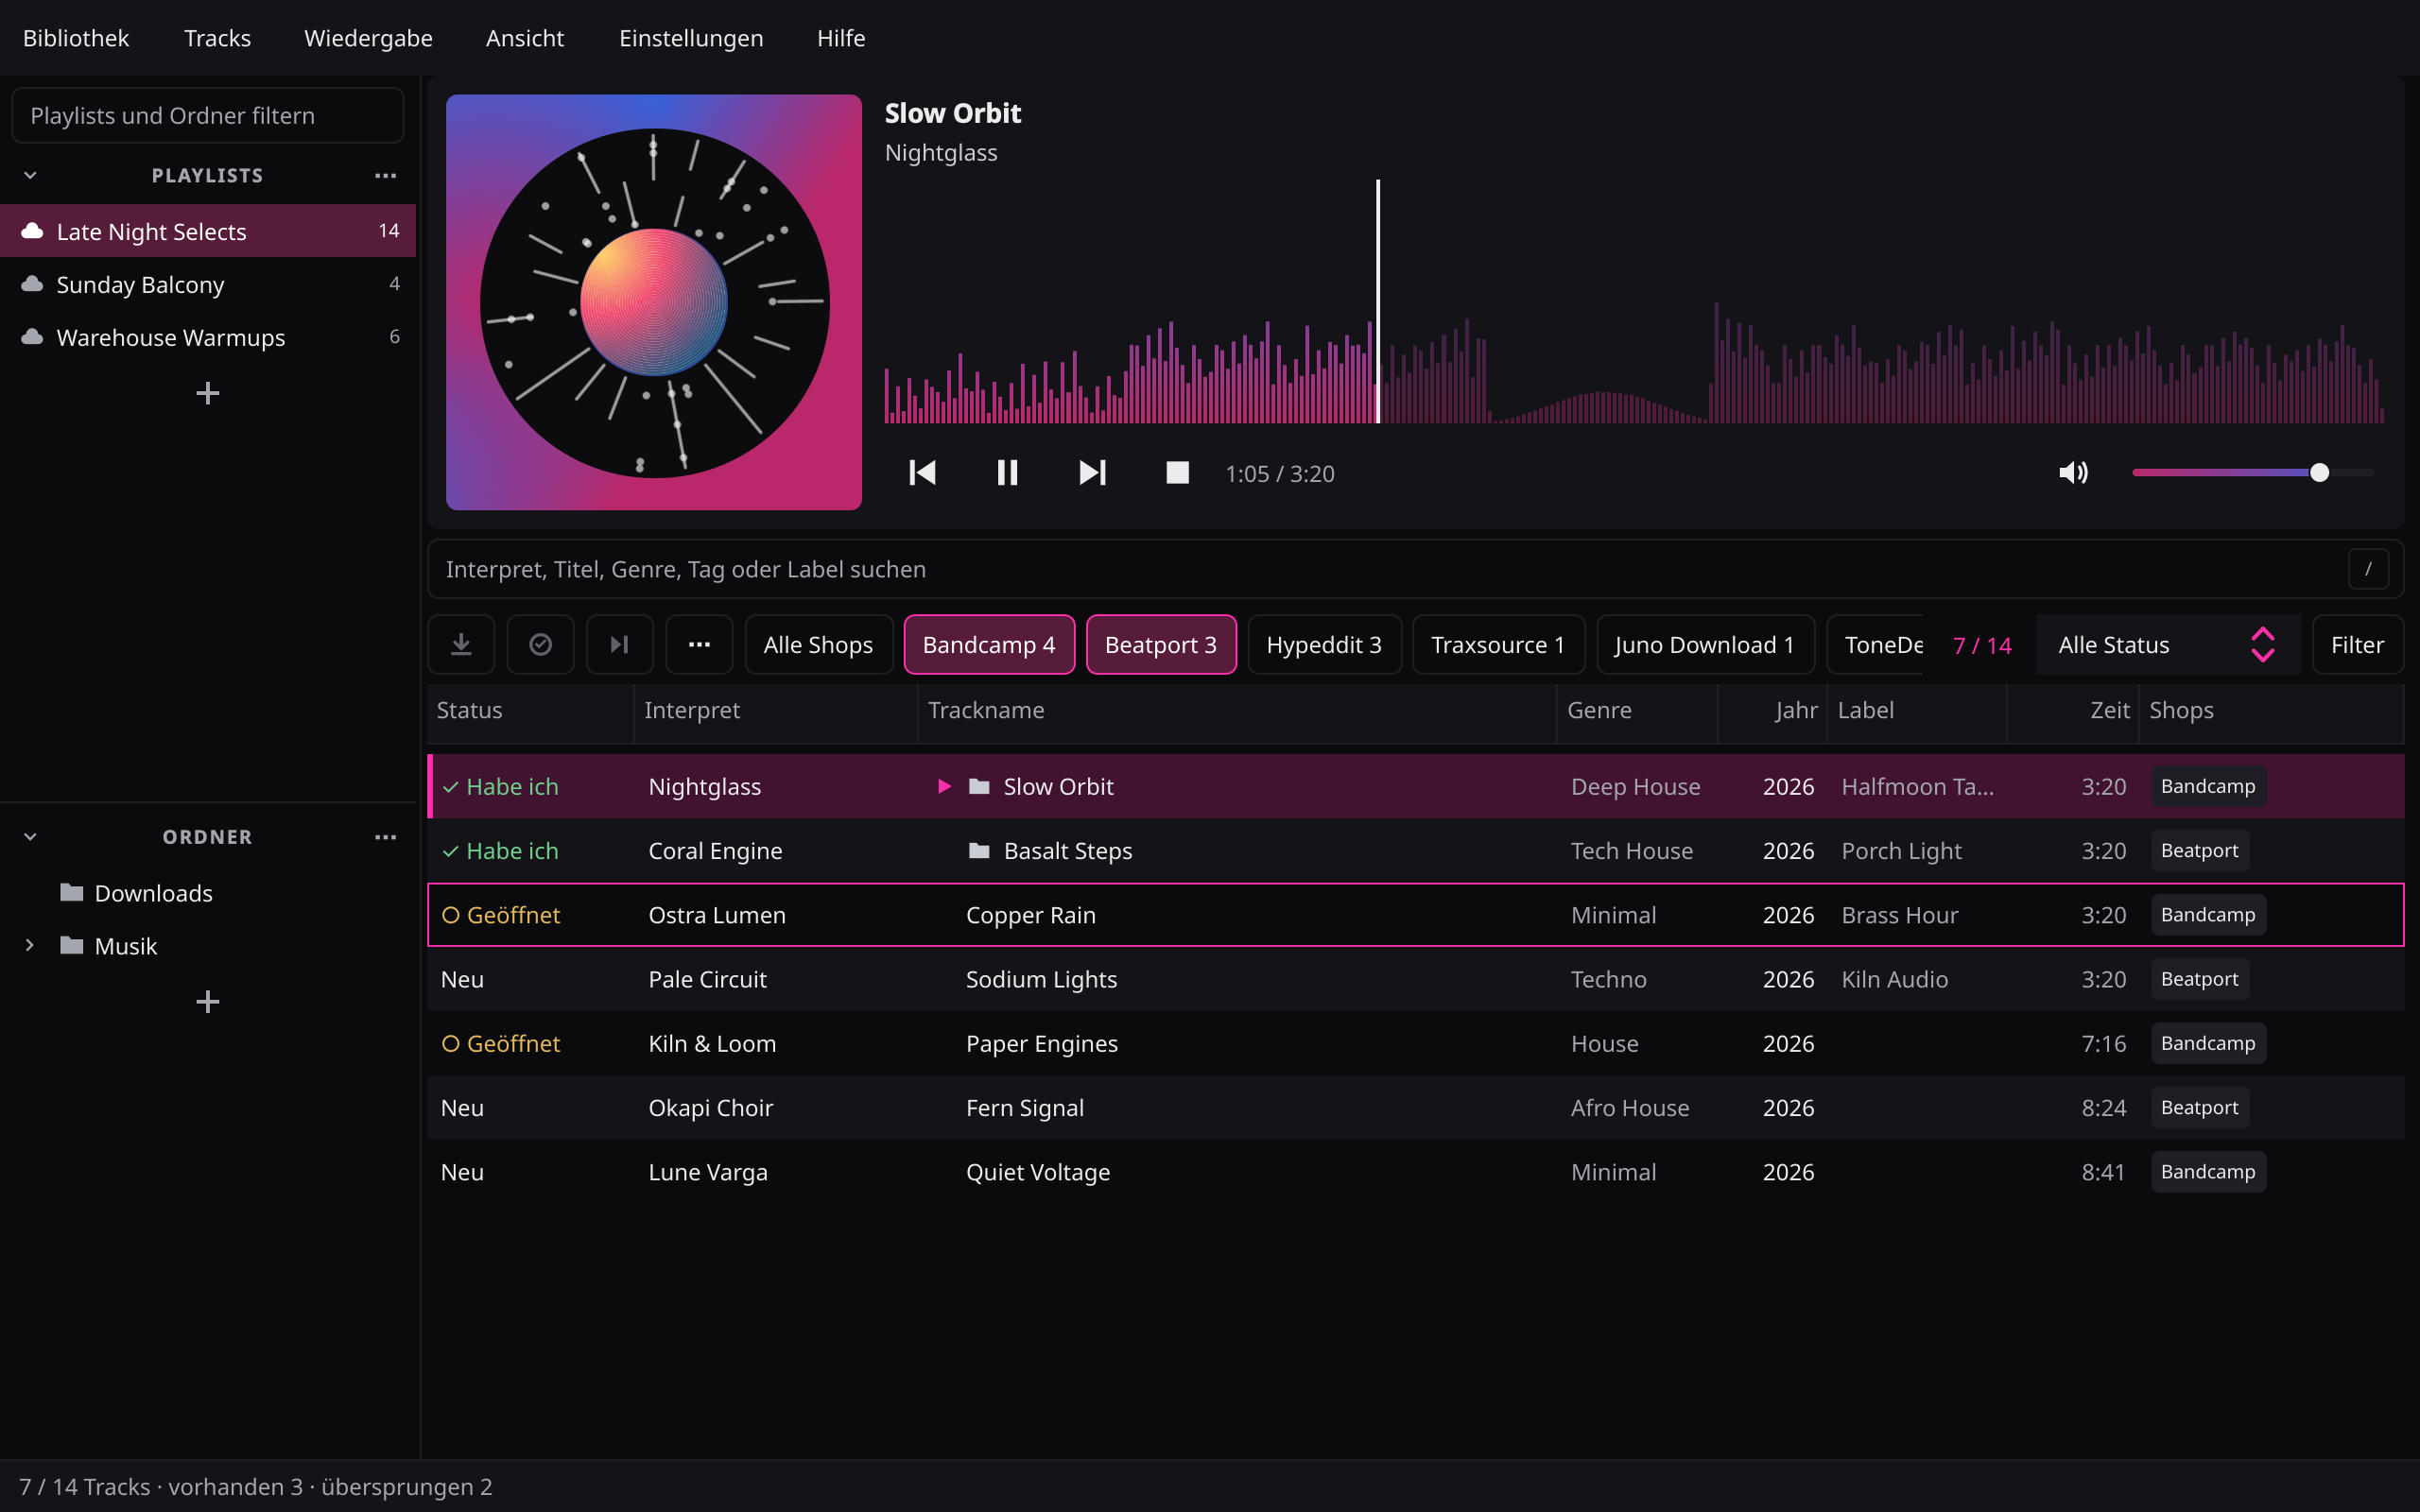 Bibliothek Tracks Wiedergabe Ansicht Einstellungen Hilfe
Playlists und Ordner filtern
PLAYLISTS
Late Night Selects 14
Sunday Balcony 4
Warehouse Warmups 6
ORDNER
Downloads
Musik
Slow Orbit
Nightglass
1:05 / 3:20
Interpret, Titel, Genre, Tag oder Label suchen /
Alle Shops Bandcamp 4 Beatport 3 Hypeddit 3 Traxsource 1 Juno Download 1 ToneDe 7 / 14 Alle Status Filter
Status Interpret Trackname Genre Jahr Label Zeit Shops
Habe ich Nightglass Slow Orbit Deep House 2026 Halfmoon Ta... 3:20 Bandcamp
Habe ich Coral Engine Basalt Steps Tech House 2026 Porch Light 3:20 Beatport
Geöffnet Ostra Lumen Copper Rain Minimal 2026 Brass Hour 3:20 Bandcamp
Neu Pale Circuit Sodium Lights Techno 2026 Kiln Audio 3:20 Beatport
Geöffnet Kiln & Loom Paper Engines House 2026 7:16 Bandcamp
Neu Okapi Choir Fern Signal Afro House 2026 8:24 Beatport
Neu Lune Varga Quiet Voltage Minimal 2026 8:41 Bandcamp
7 / 14 Tracks · vorhanden 3 · übersprungen 2